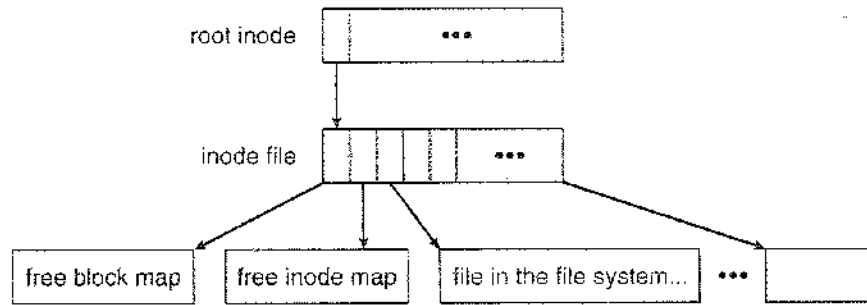 root inode
•••
inode file
•••
free block map free inode map file in the file system... •••